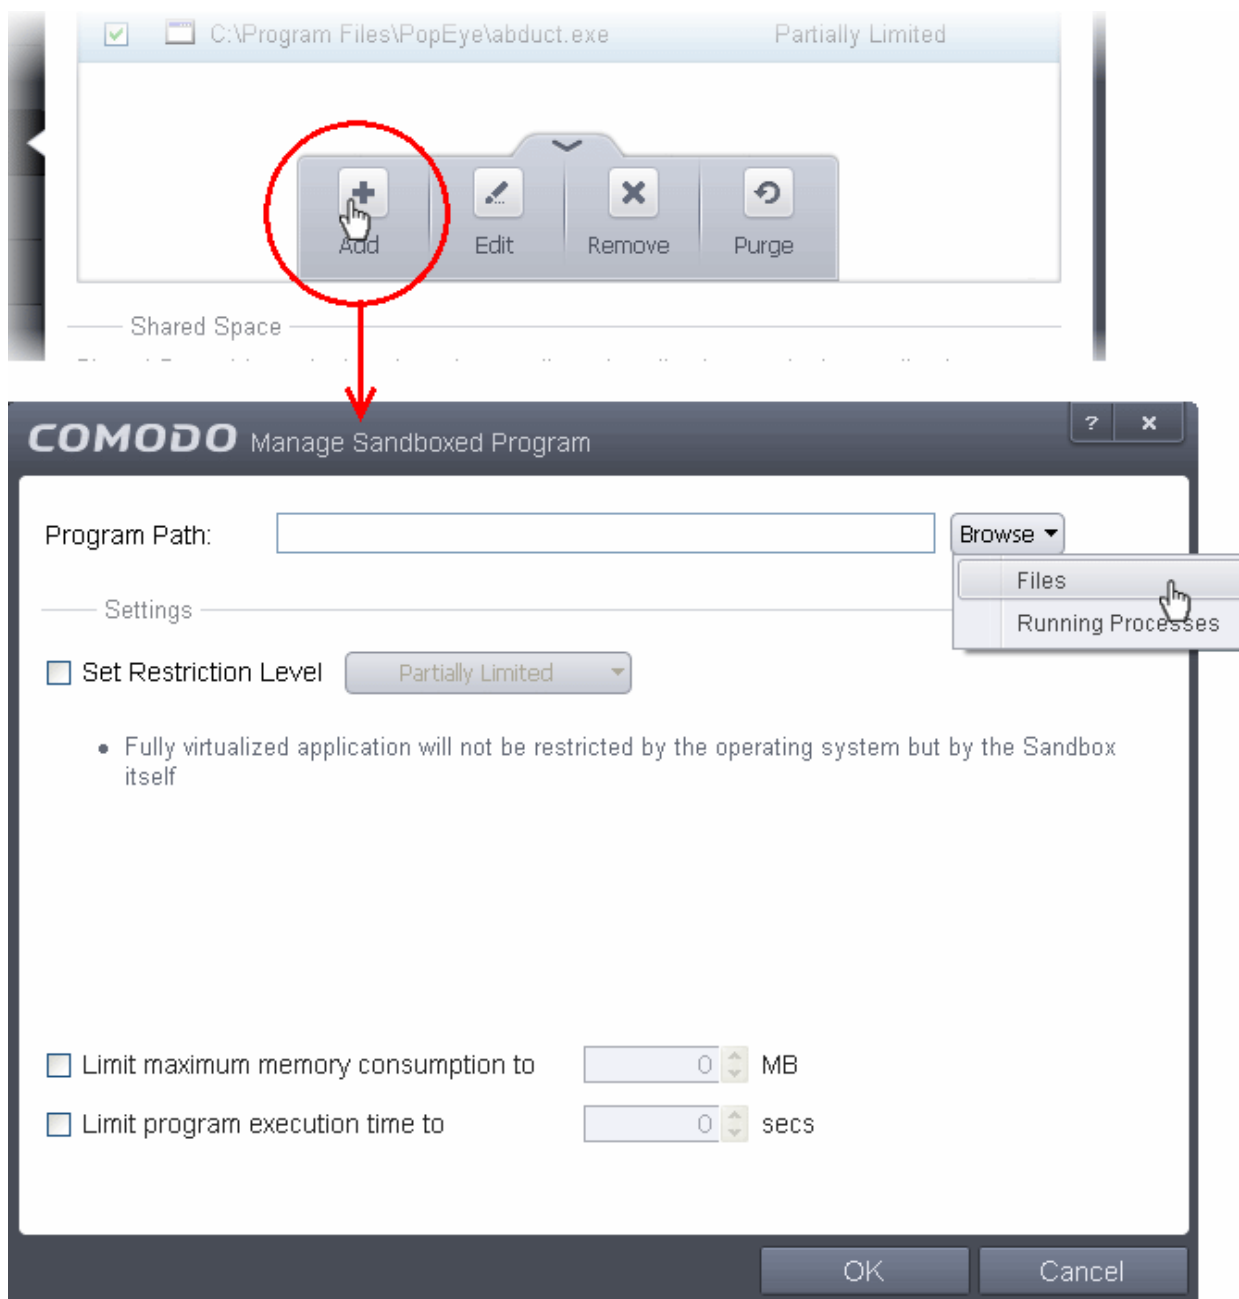 C:\Program Files\PopEye\abduct.exe Partially Limited
Add Edit Remove Purge
Shared Space
COMODO Manage Sandboxed Program ? x
Program Path: Browse
Files
Running Processes
Settings
Set Restriction Level Partially Limited
• Fully virtualized application will not be restricted by the operating system but by the Sandbox
itself
Limit maximum memory consumption to 0 MB
Limit program execution time to 0 secs
OK Cancel